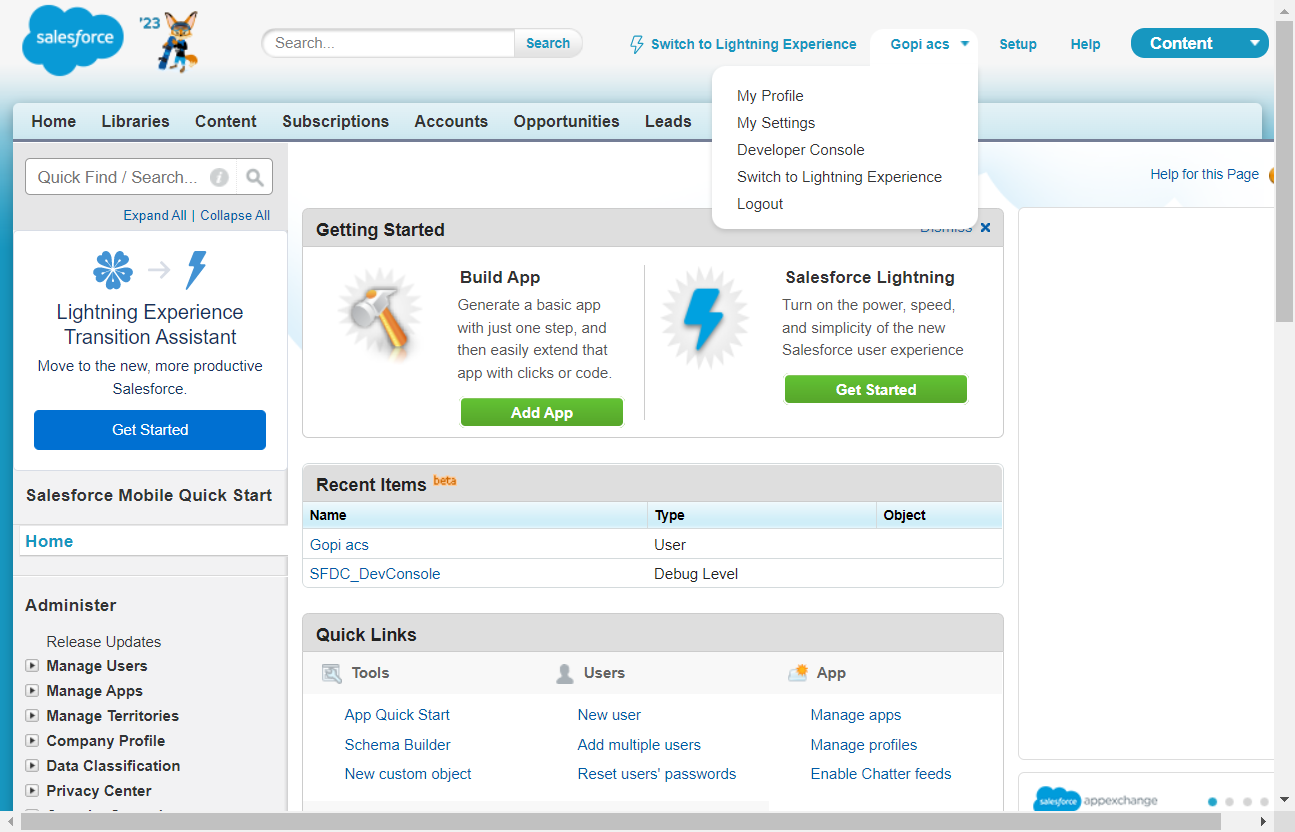 salesforce
'23
Search...
Search
Switch to Lightning Experience
Gopi acs
Setup
Help
Content
My Profile
My Settings
Developer Console
Switch to Lightning Experience
Logout
Home
Libraries
Content
Subscriptions
Accounts
Opportunities
Leads
Quick Find / Search...
Expand All | Collapse All
Help for this Page
Lightning Experience
Transition Assistant
Move to the new, more productive
Salesforce.
Get Started
Salesforce Mobile Quick Start
Home
Administer
Release Updates
Manage Users
Manage Apps
Manage Territories
Company Profile
Data Classification
Privacy Center
Getting Started
Dismiss
Build App
Generate a basic app
with just one step, and
then easily extend that
app with clicks or code.
Add App
Salesforce Lightning
Turn on the power, speed,
and simplicity of the new
Salesforce user experience
Get Started
Recent Items beta
Name
Type
Object
Gopi acs
User
SFDC_DevConsole
Debug Level
Quick Links
Tools
Users
App
App Quick Start
New user
Manage apps
Schema Builder
Add multiple users
Manage profiles
New custom object
Reset users' passwords
Enable Chatter feeds
salesforce appexchange